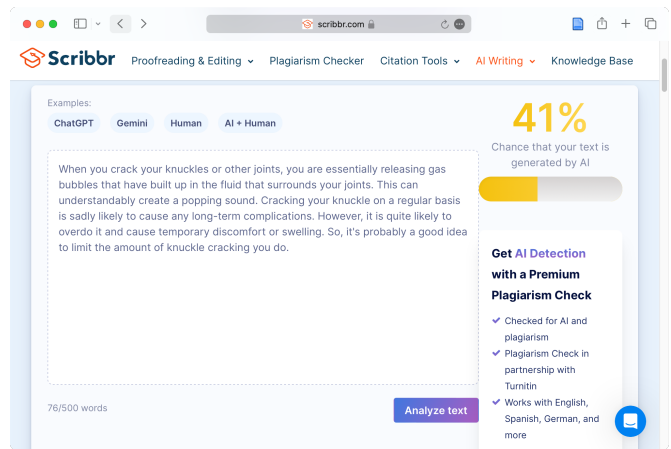 scribbr.com
Scribbr
Proofreading & Editing
Plagiarism Checker
Citation Tools
AI Writing
Knowledge Base
Examples:
ChatGPT
Gemini
Human
AI + Human
When you crack your knuckles or other joints, you are essentially releasing gas
bubbles that have built up in the fluid that surrounds your joints. This can
understandably create a popping sound. Cracking your knuckle on a regular basis
is sadly likely to cause any long-term complications. However, it is quite likely to
overdo it and cause temporary discomfort or swelling. So, it's probably a good idea
to limit the amount of knuckle cracking you do.
76/500 words
Analyze text
41%
Chance that your text is
generated by AI
Get AI Detection
with a Premium
Plagiarism Check
Checked for AI and
plagiarism
Plagiarism Check in
partnership with
Turnitin
Works with English,
Spanish, German, and
more